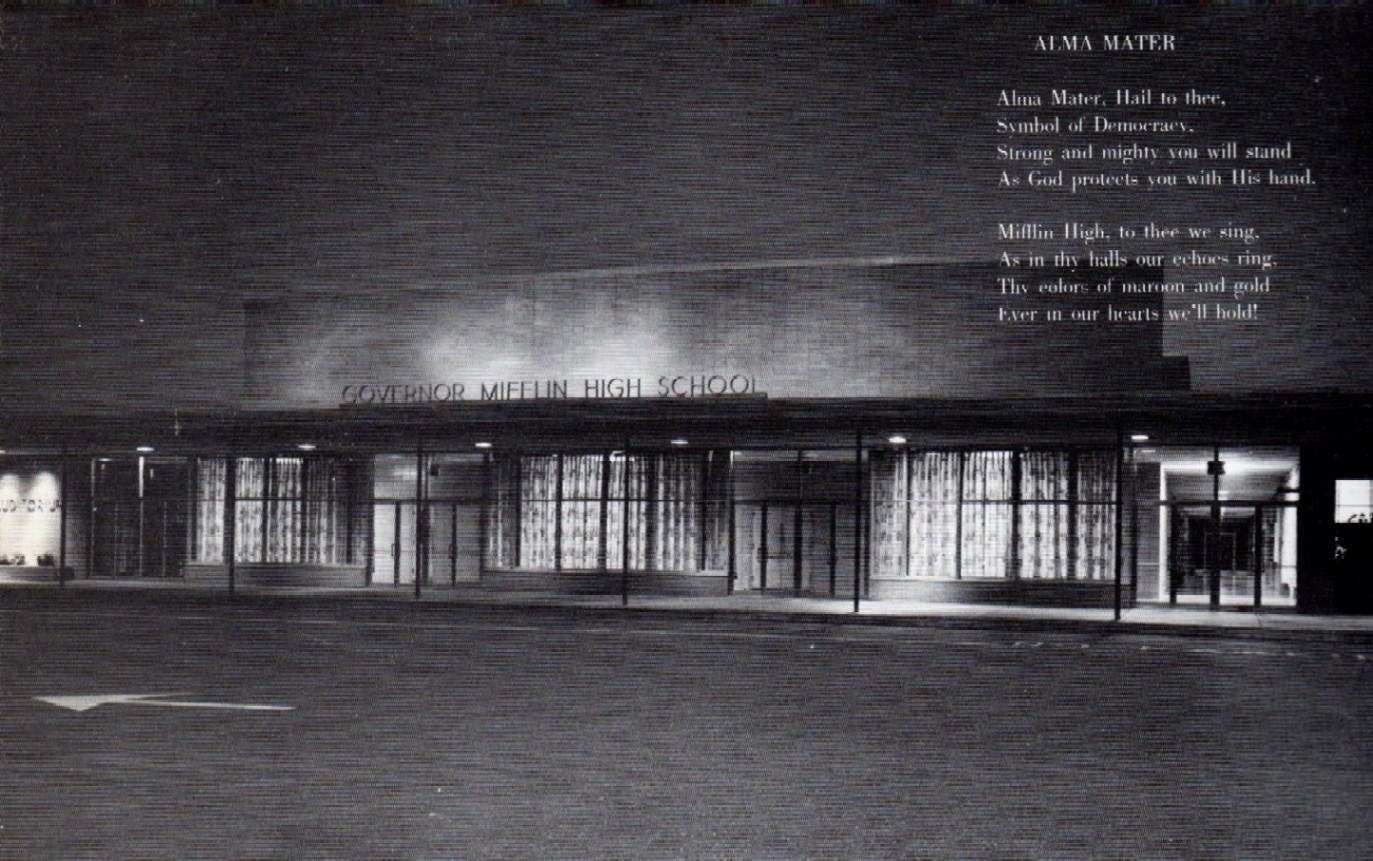 ALMA MATER
Alma Mater, Hail to thee,
Symbol of Democracy,
Strong and mighty you will stand
As God protects you with His hand.
Mifflin High, to thee we sing,
As in thy halls our echoes ring,
Thy colors of maroon and gold
Ever in our hearts we'll hold!
GOVERNOR MIFFLIN HIGH SCHOOL
UDITORIUM